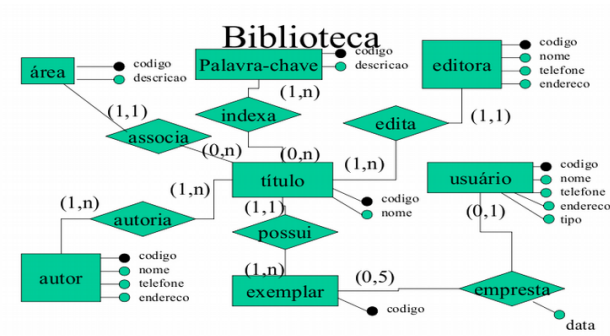 Biblioteca
área
codigo
descricao
Palavra-chave
codigo
descricao
editora
codigo
nome
telefone
endereco
(1,1)
associa
(0,n)
(1,n)
indexa
(0,n)
edita
(1,1)
(1,n)
título
codigo
nome
usuário
codigo
nome
telefone
endereco
tipo
(0,1)
(1,n)
autoria
(1,n)
(1,1)
possui
(1,n)
autor
codigo
nome
telefone
endereco
exemplar
codigo
(0,5)
empresta
data